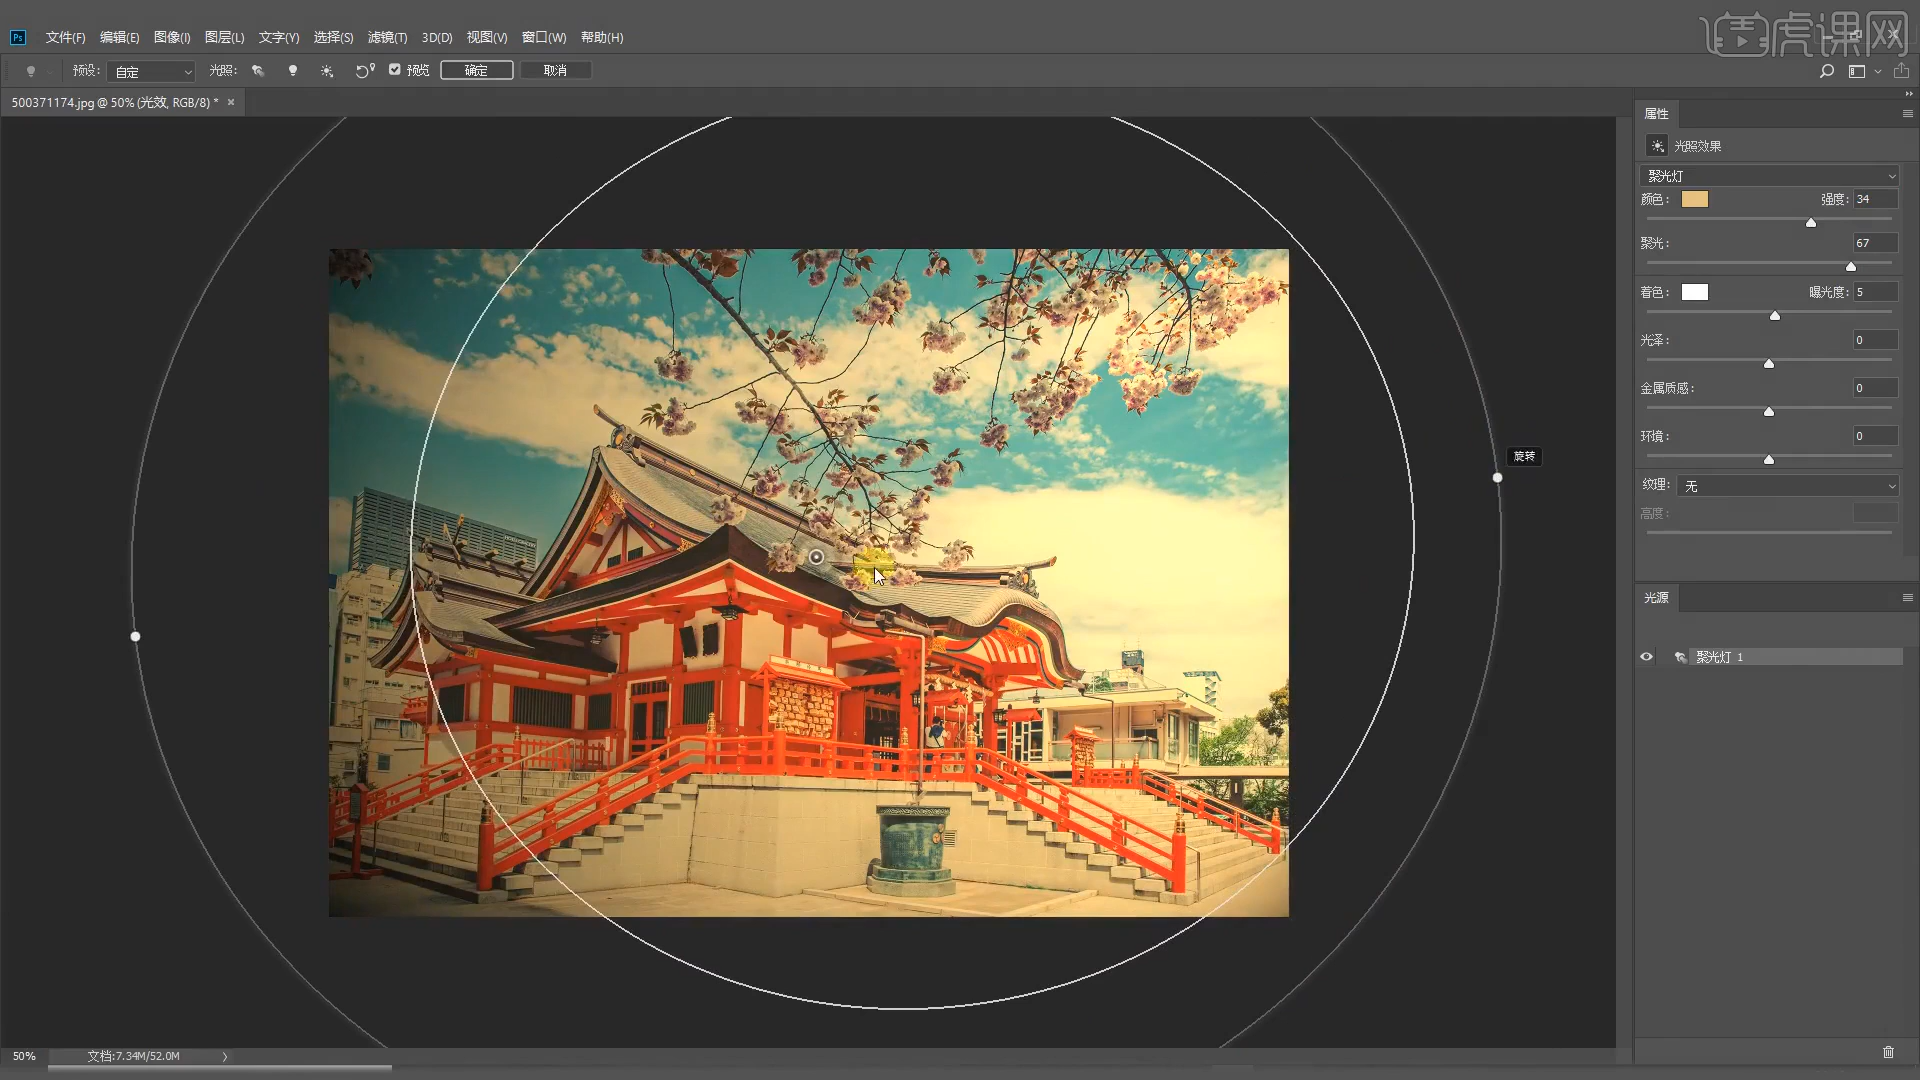 虎课网
Ps 文件(F) 编辑(E) 图像(I) 图层(L) 文字(Y) 选择(S) 滤镜(T) 3D(D) 视图(V) 窗口(W) 帮助(H)
预设: 自定 光照: 预览 确定 取消
500371174.jpg @ 50% (光效, RGB/8) * ×
属性
光照效果
聚光灯
颜色: 强度: 34
聚光: 67
着色: 曝光度: 5
光泽: 0
金属质感: 0
环境: 0
旋转
纹理: 无
高度:
光源
聚光灯 1
50% 文档:7.34M/52.0M